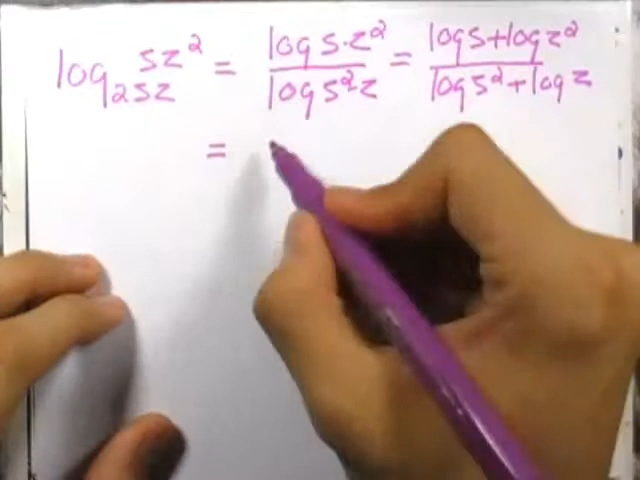 log₂₅z 5z² = log 5·z² / log 5²z = log 5 + log z² / log 5² + log z
=